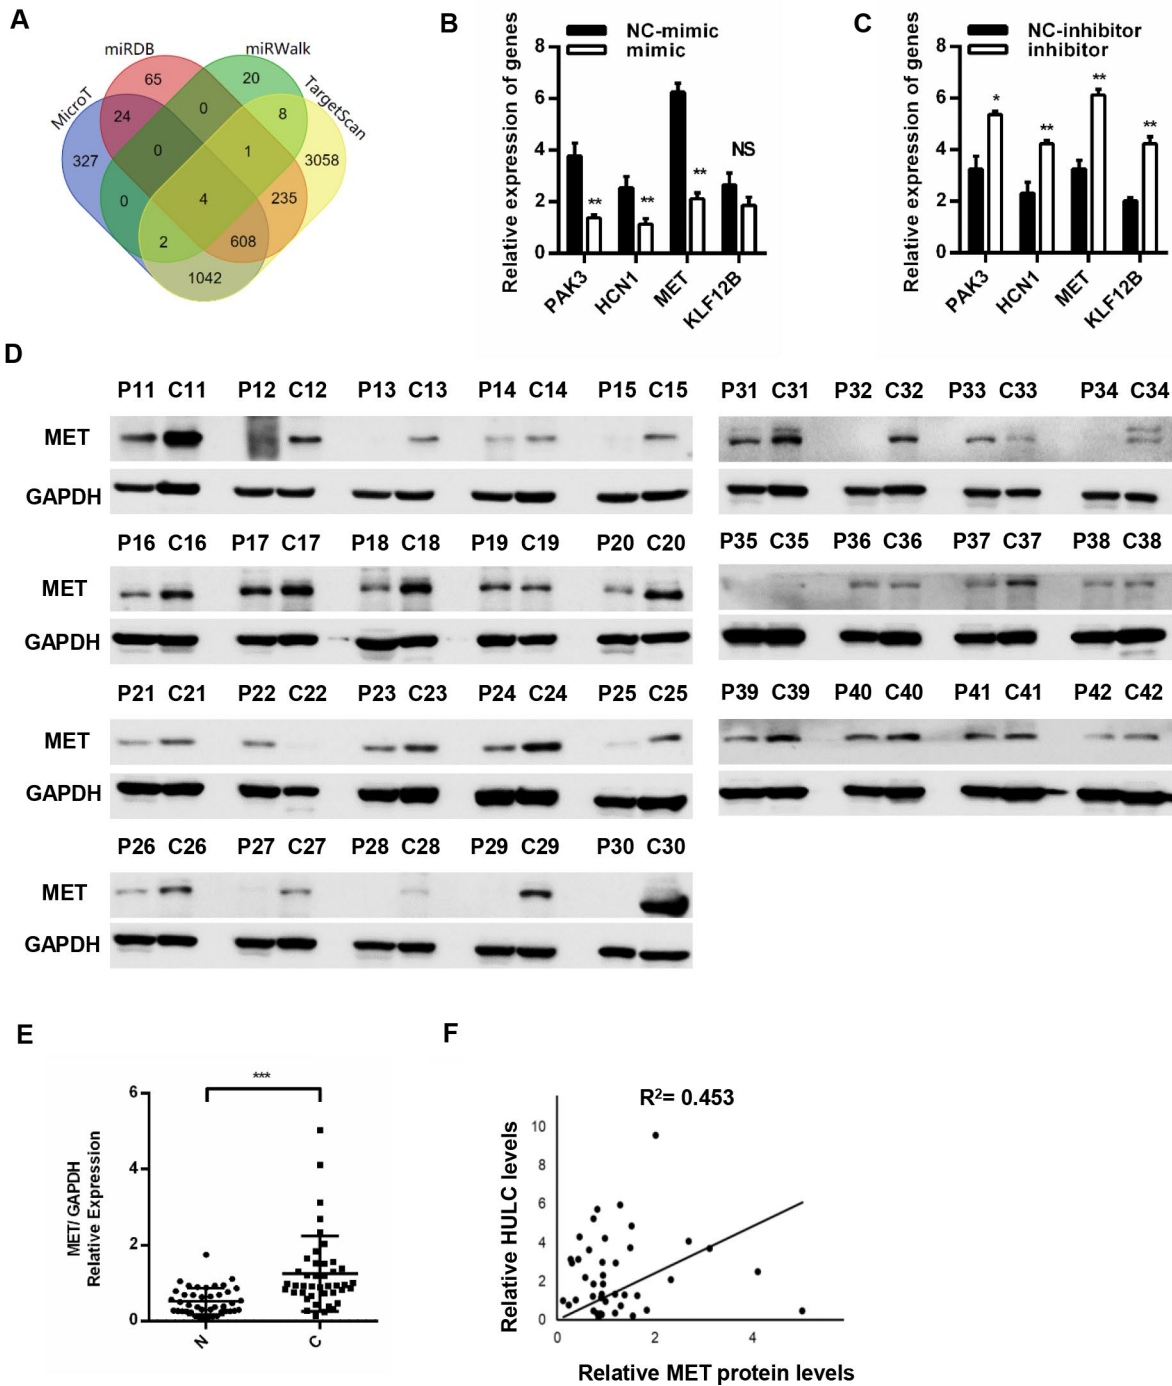 A
miRDB
miRWalk
MicroT
TargetScan
65
20
24
0
8
327
0
1
3058
0
4
235
2
608
1042
B
NC-mimic
mimic
Relative expression of genes
8
6
4
2
0
**
**
**
NS
PAK3
HCN1
MET
KLF12B
C
NC-inhibitor
inhibitor
Relative expression of genes
8
6
4
2
0
*
**
**
**
PAK3
HCN1
MET
KLF12B
D
P11 C11 P12 C12 P13 C13 P14 C14 P15 C15
MET
GAPDH
P16 C16 P17 C17 P18 C18 P19 C19 P20 C20
MET
GAPDH
P21 C21 P22 C22 P23 C23 P24 C24 P25 C25
MET
GAPDH
P26 C26 P27 C27 P28 C28 P29 C29 P30 C30
MET
GAPDH
P31 C31 P32 C32 P33 C33 P34 C34
P35 C35 P36 C36 P37 C37 P38 C38
P39 C39 P40 C40 P41 C41 P42 C42
E
MET/ GAPDH
Relative Expression
6
4
2
0
***
N
C
F
R²= 0.453
Relative HULC levels
10
8
6
4
2
0
0
2
4
Relative MET protein levels